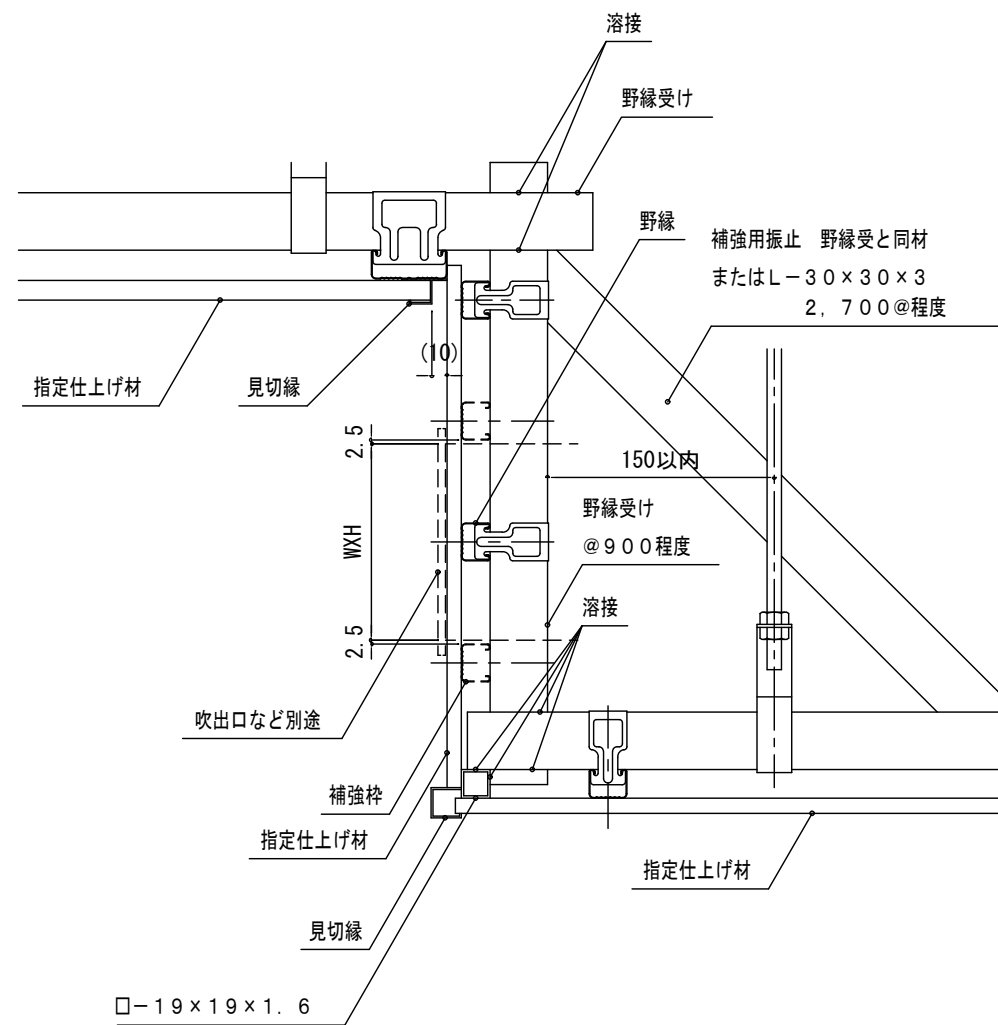 溶接
野縁受け
野縁
補強用振止 野縁受と同材
またはL－30×30×3
2，700@程度
(10)
指定仕上げ材
見切縁
2.5
150以内
WXH
野縁受け
@900程度
溶接
2.5
吹出口など別途
補強枠
指定仕上げ材
指定仕上げ材
見切縁
□－19×19×1．6